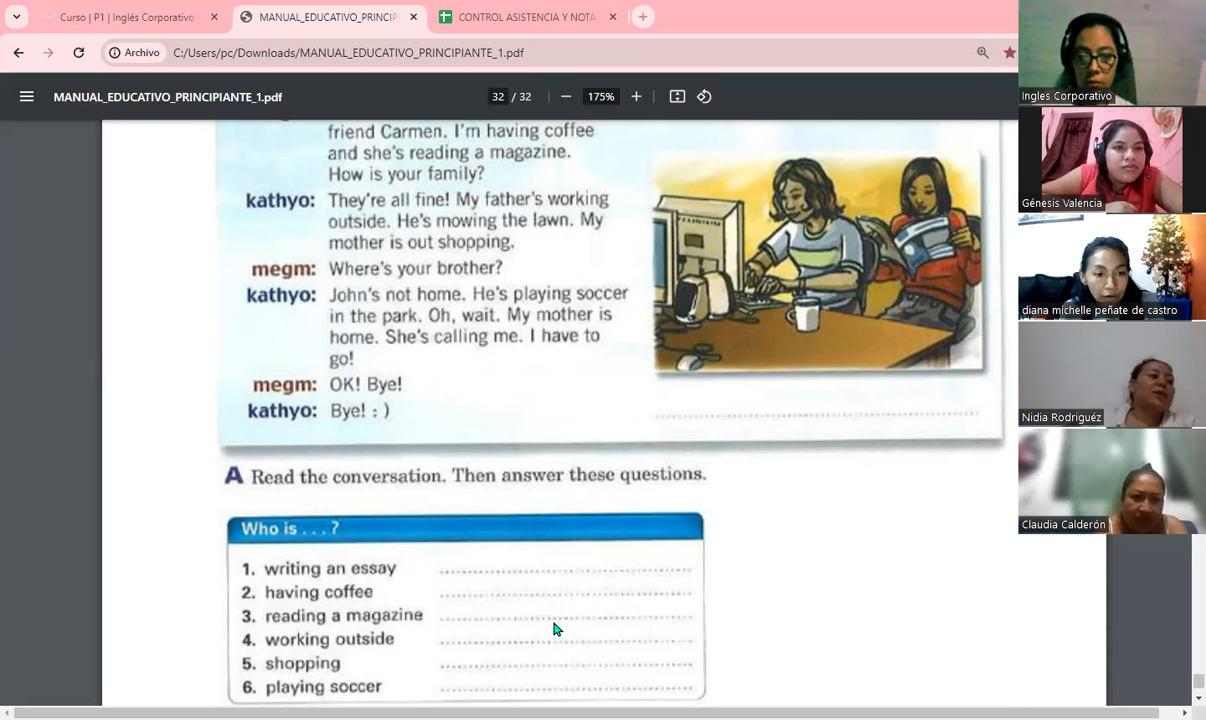 Curso | P1 | Inglés Corporativo
MANUAL_EDUCATIVO_PRINCIP
CONTROL ASISTENCIA Y NOTA
Archivo
C:/Users/pc/Downloads/MANUAL_EDUCATIVO_PRINCIPIANTE_1.pdf
MANUAL_EDUCATIVO_PRINCIPIANTE_1.pdf
32 / 32
175%
friend Carmen. I'm having coffee
and she's reading a magazine.
How is your family?
kathyo: They're all fine! My father's working
outside. He's mowing the lawn. My
mother is out shopping.
megm: Where's your brother?
kathyo: John's not home. He's playing soccer
in the park. Oh, wait. My mother is
home. She's calling me. I have to
go!
megm: OK! Bye!
kathyo: Bye! : )
A Read the conversation. Then answer these questions.
Who is . . . ?
1. writing an essay
2. having coffee
3. reading a magazine
4. working outside
5. shopping
6. playing soccer
Ingles Corporativo
Génesis Valencia
diana michelle peñate de castro
Nidia Rodriguéz
Claudia Calderón